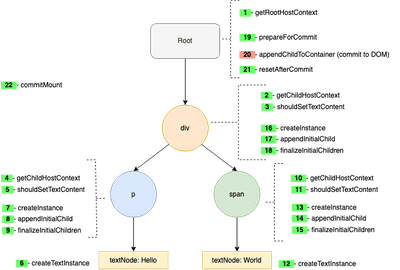 1 - getRootHostContext
Root
19 - prepareForCommit
20 - appendChildToContainer (commit to DOM)
21 - resetAfterCommit
22 - commitMount
2 - getChildHostContext
3 - shouldSetTextContent
div
16 - createInstance
17 - appendInitialChild
18 - finalizeInitialChildren
4 - getChildHostContext
5 - shouldSetTextContent
p
7 - createInstance
8 - appendInitialChild
9 - finalizeInitialChildren
span
10 - getChildHostContext
11 - shouldSetTextContent
13 - createInstance
14 - appendInitialChild
15 - finalizeInitialChildren
6 - createTextInstance
textNode: Hello
textNode: World
12 - createTextInstance